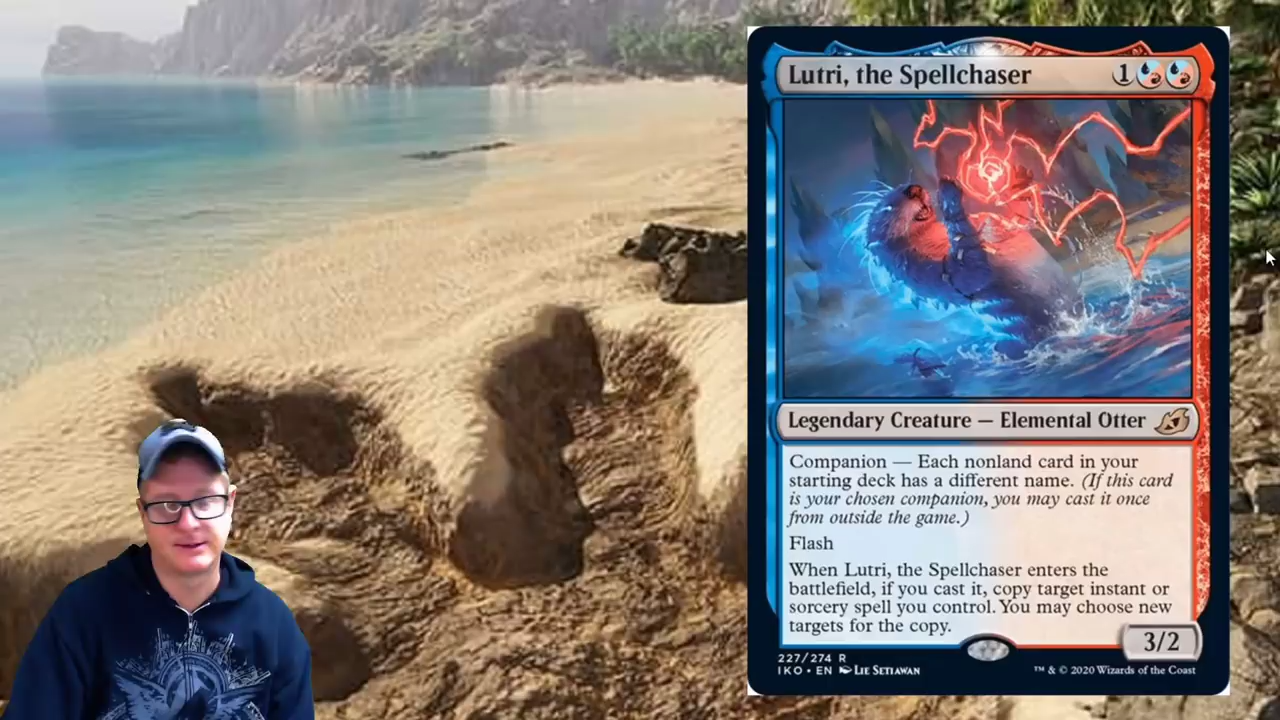 Lutri, the Spellchaser 1
Legendary Creature — Elemental Otter
Companion — Each nonland card in your
starting deck has a different name. (If this card
is your chosen companion, you may cast it once
from outside the game.)
Flash
When Lutri, the Spellchaser enters the
battlefield, if you cast it, copy target instant or
sorcery spell you control. You may choose new
targets for the copy.
3/2
227/274 R
IKO • EN Lie Setiawan
™ & © 2020 Wizards of the Coast